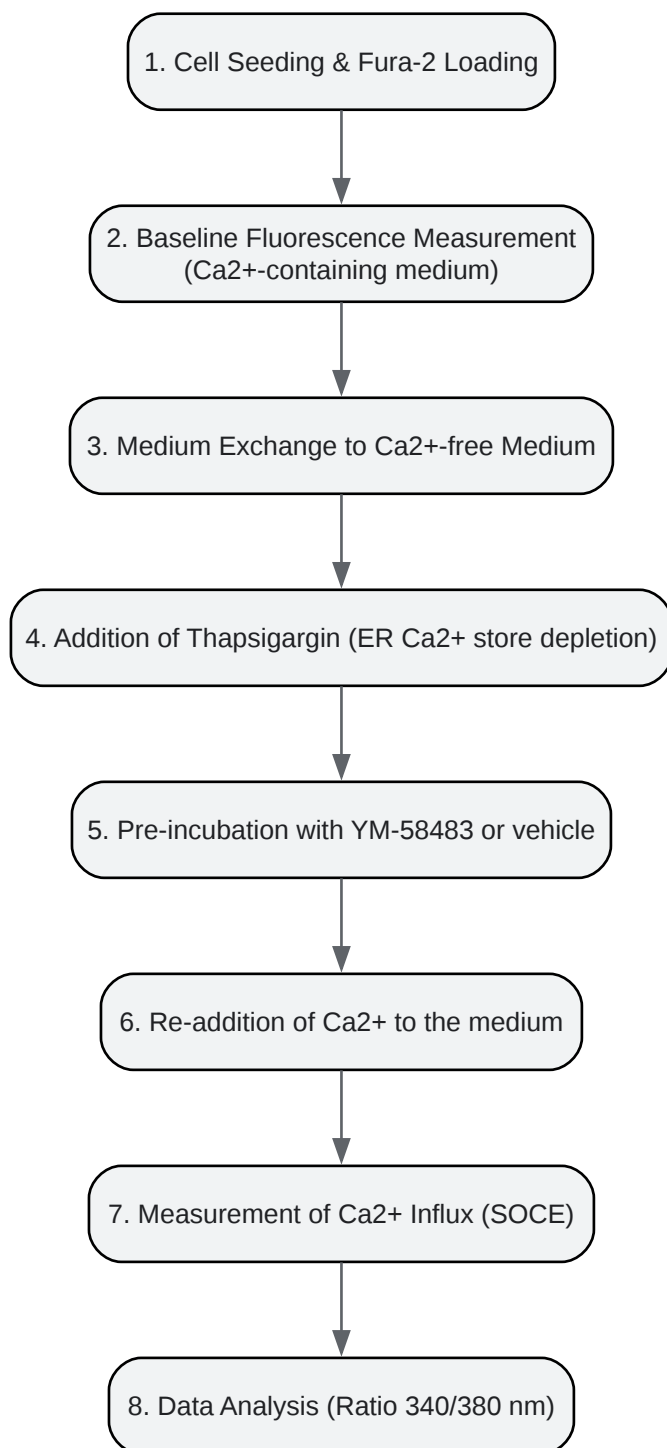 1. Cell Seeding & Fura-2 Loading
2. Baseline Fluorescence Measurement
(Ca2+-containing medium)
3. Medium Exchange to Ca2+-free Medium
4. Addition of Thapsigargin (ER Ca2+ store depletion)
5. Pre-incubation with YM-58483 or vehicle
6. Re-addition of Ca2+ to the medium
7. Measurement of Ca2+ Influx (SOCE)
8. Data Analysis (Ratio 340/380 nm)